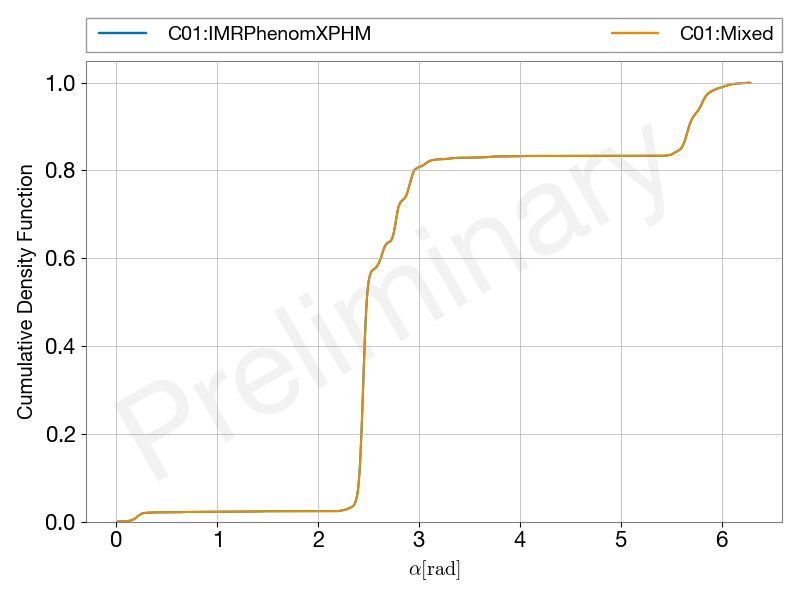 C01:IMRPhenomXPHM C01:Mixed
1.0
0.8
0.6
0.4
0.2
0.0
Cumulative Density Function
Preliminary
0 1 2 3 4 5 6
α[rad]